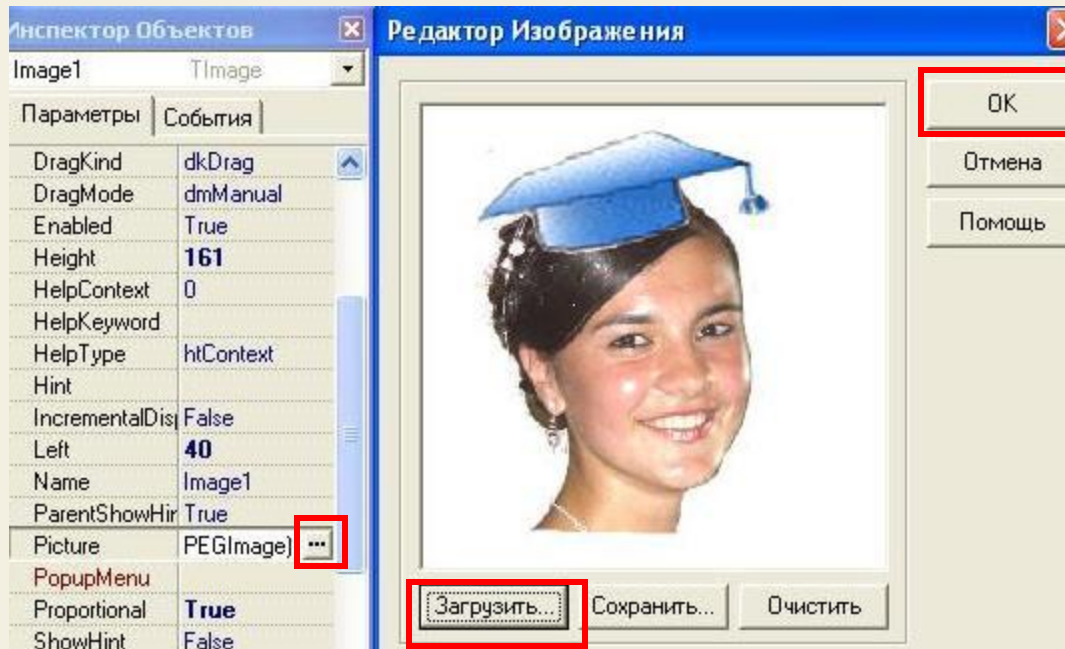 Инспектор Объектов
Image1 TImage
Параметры События
DragKind dkDrag
DragMode dmManual
Enabled True
Height 161
HelpContext 0
HelpKeyword
HelpType htContext
Hint
IncrementalDis False
Left 40
Name Image1
ParentShowHir True
Picture PEGImage) ...
PopupMenu
Proportional True
ShowHint False
Редактор Изображения
OK
Отмена
Помощь
Загрузить... Сохранить... Очистить